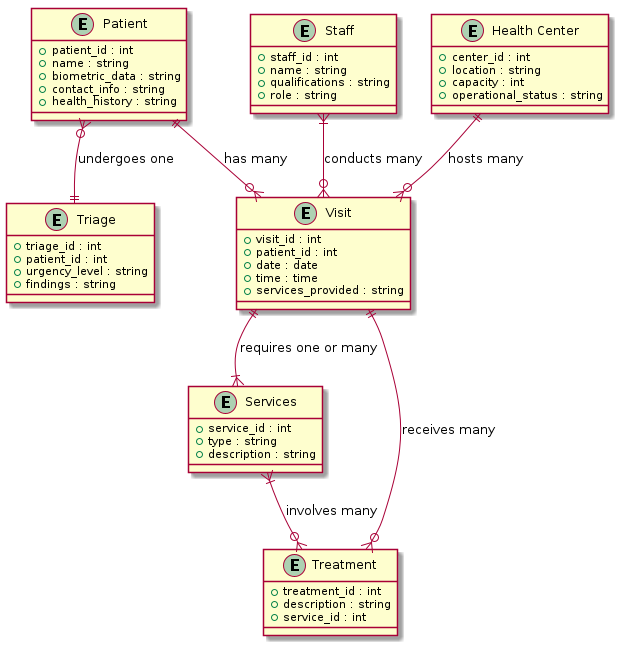 E Patient
patient_id : int
name : string
biometric_data : string
contact_info : string
health_history : string
E Staff
staff_id : int
name : string
qualifications : string
role : string
E Health Center
center_id : int
location : string
capacity : int
operational_status : string
undergoes one
has many
conducts many
hosts many
E Triage
triage_id : int
patient_id : int
urgency_level : string
findings : string
E Visit
visit_id : int
patient_id : int
date : date
time : time
services_provided : string
requires one or many
E Services
service_id : int
type : string
description : string
receives many
involves many
E Treatment
treatment_id : int
description : string
service_id : int